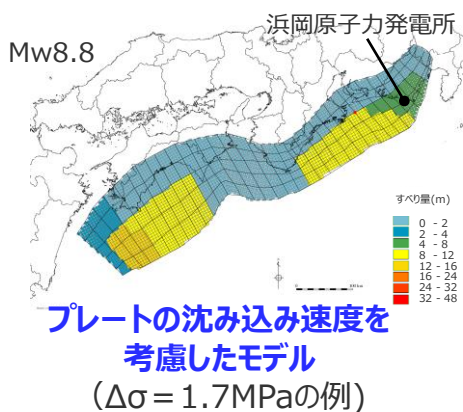 浜岡原子力発電所
Mw8.8
すべり量(m)
0 - 2
2 - 4
4 - 8
8 - 12
12 - 16
16 - 24
24 - 32
32 - 48
プレートの沈み込み速度を
考慮したモデル
（Δσ＝1.7MPaの例)